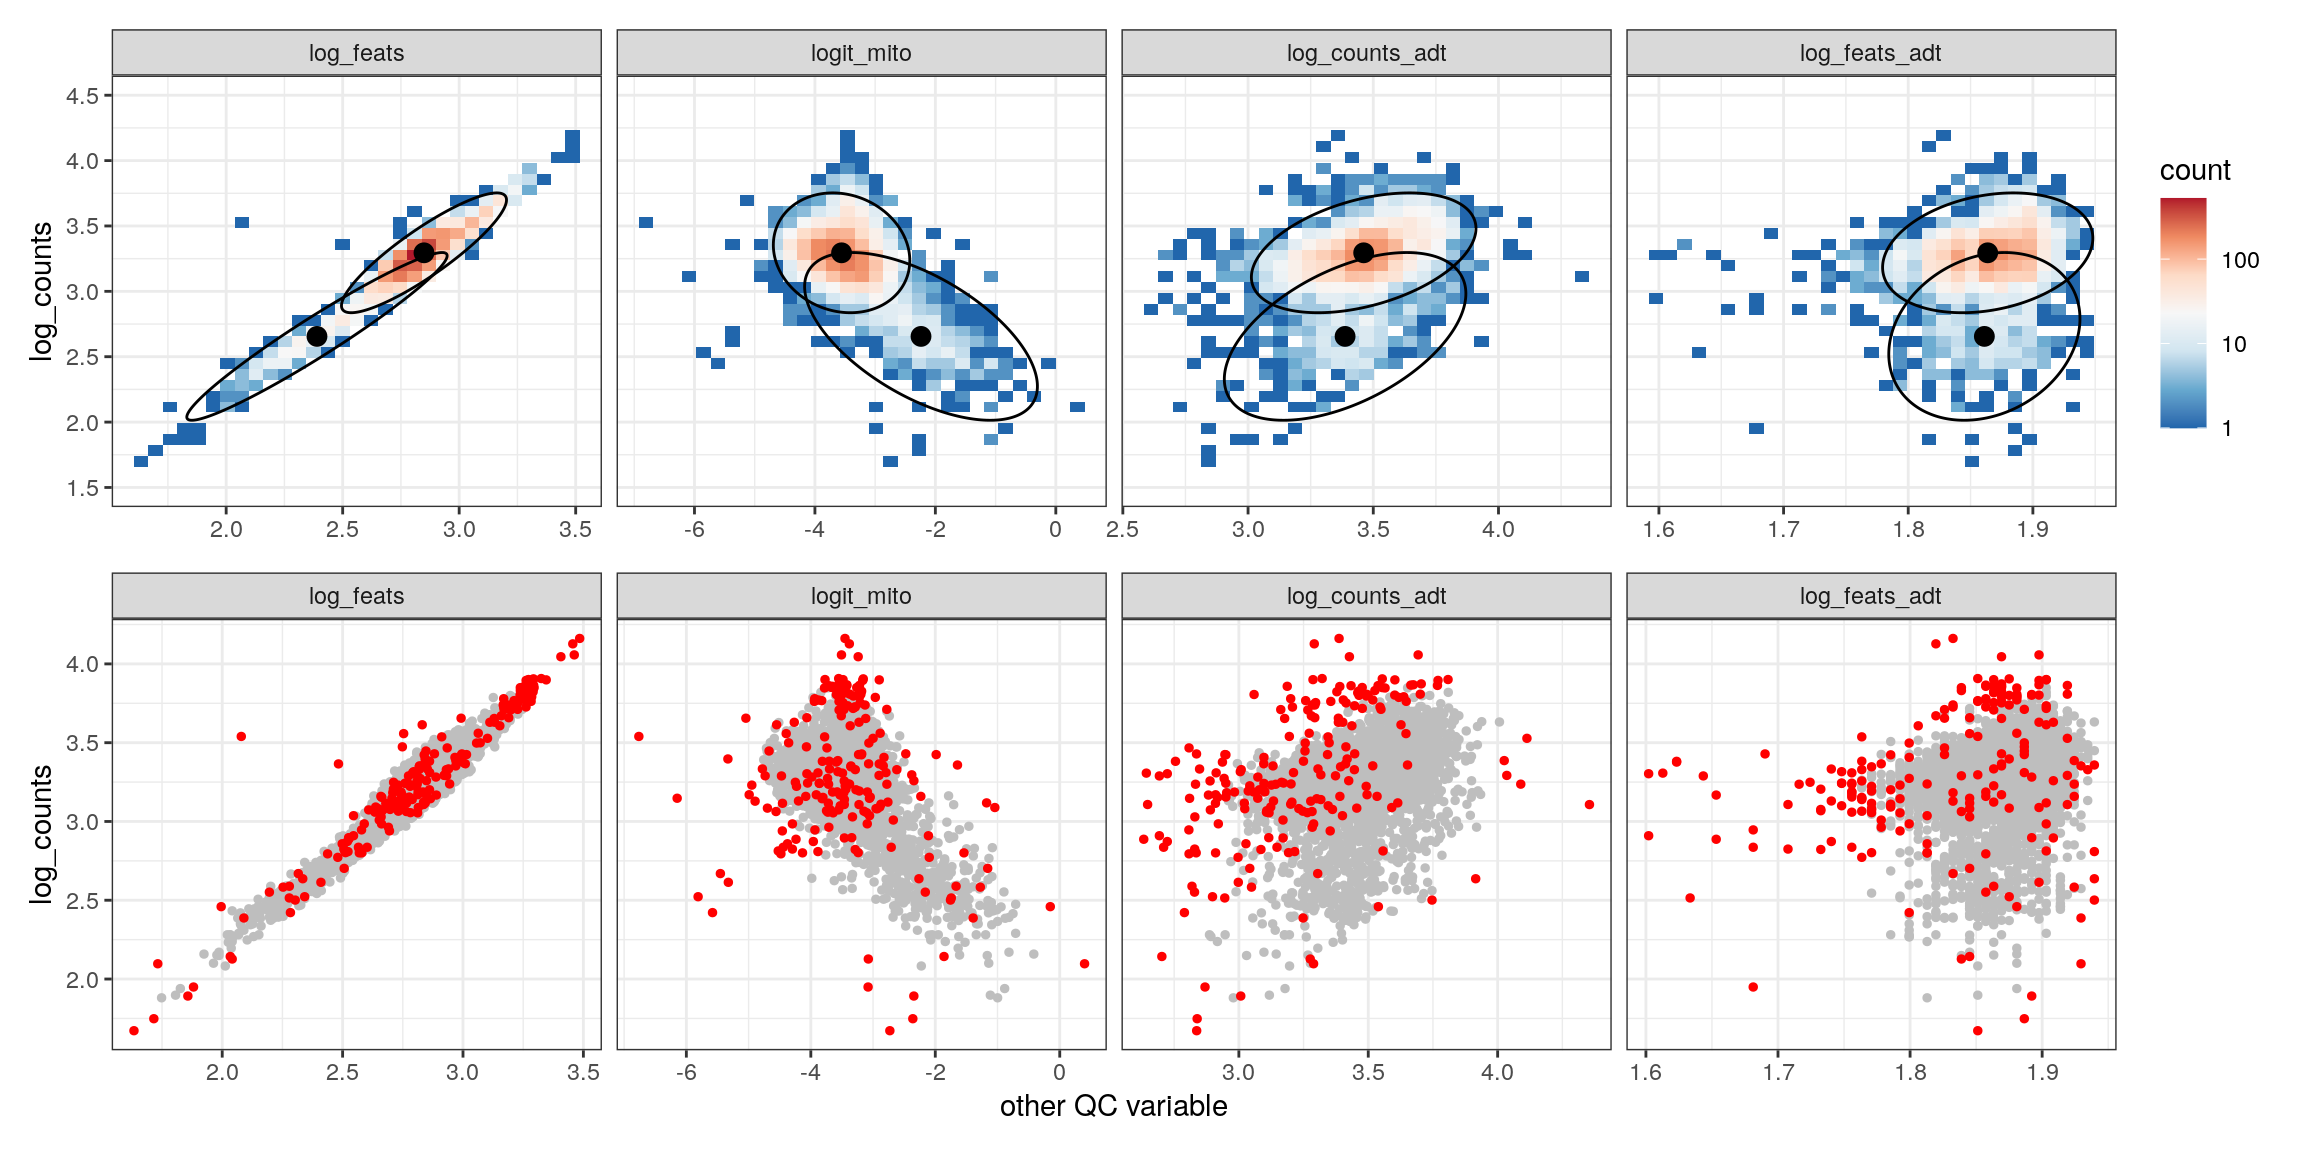 log_feats logit_mito log_counts_adt log_feats_adt
4.5
4.0
3.5
3.0
2.5
2.0
1.5
log_counts
2.0 2.5 3.0 3.5 -6 -4 -2 0 2.5 3.0 3.5 4.0 1.6 1.7 1.8 1.9
count
100
10
1
log_feats logit_mito log_counts_adt log_feats_adt
4.0
3.5
3.0
2.5
2.0
log_counts
2.0 2.5 3.0 3.5 -6 -4 -2 0 3.0 3.5 4.0 1.6 1.7 1.8 1.9
other QC variable